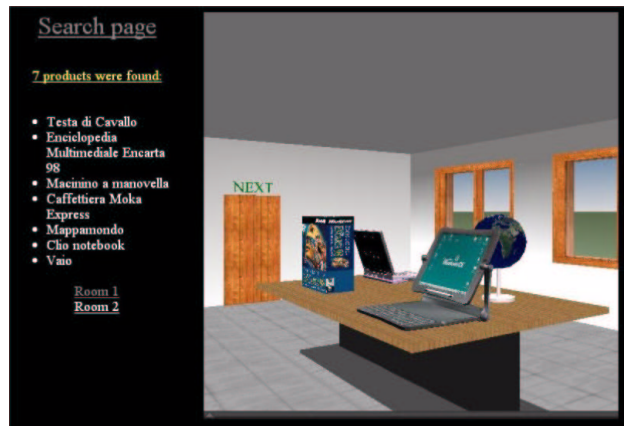 Search page
7 products were found:
Testa di Cavallo
Enciclopedia
Multimediale Encarta
98
Macinino a manovella
Caffettiera Moka
Express
Mappamondo
Clio notebook
Vaio
Room 1
Room 2
NEXT